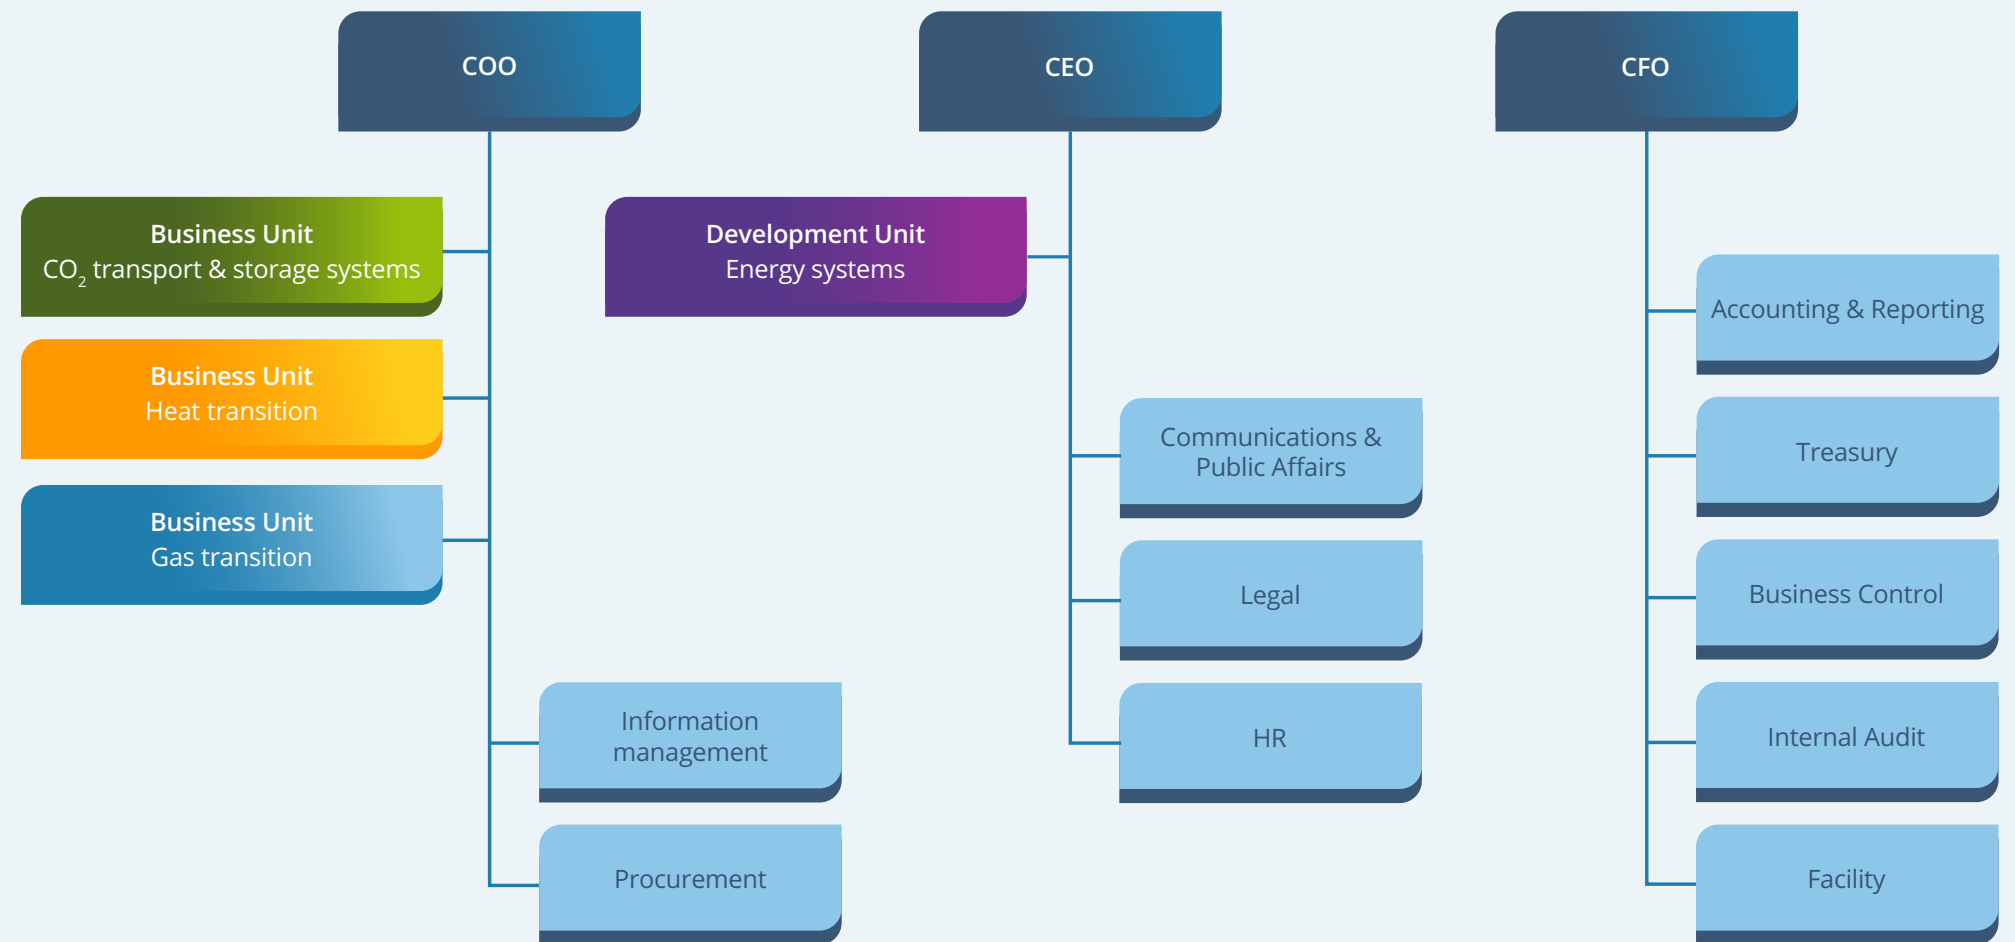 COO
Business Unit
CO₂ transport & storage systems
Business Unit
Heat transition
Business Unit
Gas transition
Information
management
Procurement
CEO
Development Unit
Energy systems
Communications &
Public Affairs
Legal
HR
CFO
Accounting & Reporting
Treasury
Business Control
Internal Audit
Facility